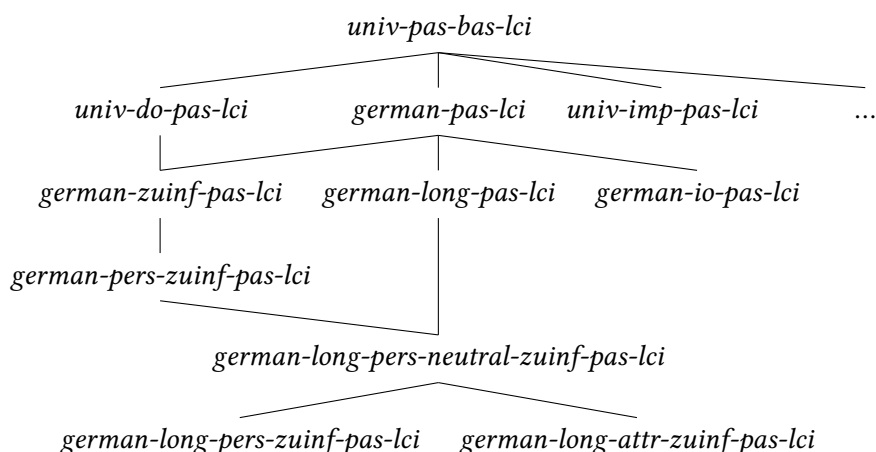 univ-pas-bas-lci
univ-do-pas-lci german-pas-lci univ-imp-pas-lci ...
german-zuinf-pas-lci german-long-pas-lci german-io-pas-lci
german-pers-zuinf-pas-lci
german-long-pers-neutral-zuinf-pas-lci
german-long-pers-zuinf-pas-lci german-long-attr-zuinf-pas-lci